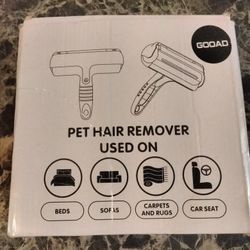 GOOAD
PET HAIR REMOVER
USED ON
BEDS
SOFAS
CARPETS
AND RUGS
CAR SEAT